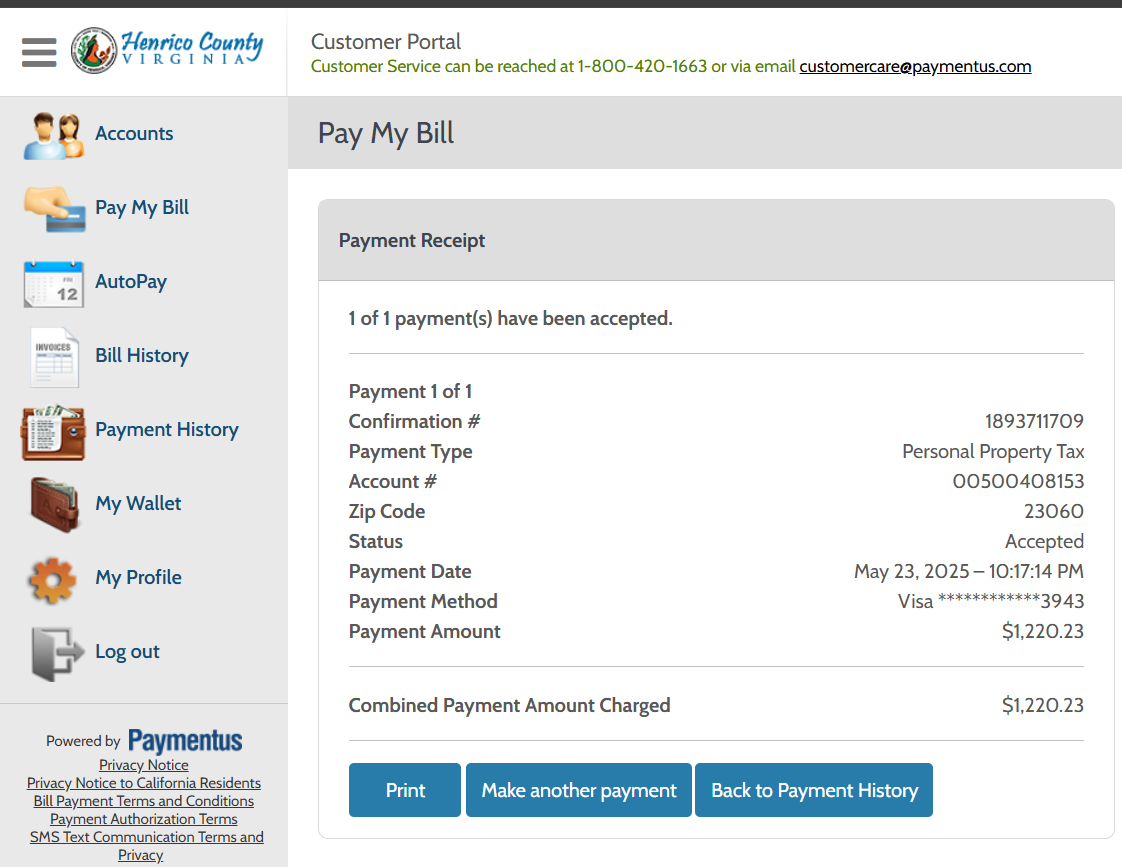 Henrico County
VIRGINIA
Customer Portal
Customer Service can be reached at 1-800-420-1663 or via email customercare@paymentus.com
Accounts
Pay My Bill
FRI
12
AutoPay
INVOICES
Bill History
Payment History
My Wallet
My Profile
Log out
Powered by Paymentus
Privacy Notice
Privacy Notice to California Residents
Bill Payment Terms and Conditions
Payment Authorization Terms
SMS Text Communication Terms and
Privacy
Pay My Bill
Payment Receipt
1 of 1 payment(s) have been accepted.
Payment 1 of 1
Confirmation # 1893711709
Payment Type Personal Property Tax
Account # 00500408153
Zip Code 23060
Status Accepted
Payment Date May 23, 2025 – 10:17:14 PM
Payment Method Visa ************3943
Payment Amount $1,220.23
Combined Payment Amount Charged $1,220.23
Print Make another payment Back to Payment History